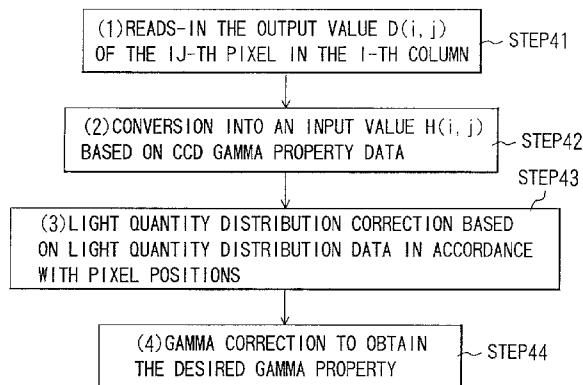 (1)READS-IN THE OUTPUT VALUE D(i,j)
OF THE IJ-TH PIXEL IN THE I-TH COLUMN
STEP41
(2)CONVERSION INTO AN INPUT VALUE H(i,j)
BASED ON CCD GAMMA PROPERTY DATA
STEP42
STEP43
(3)LIGHT QUANTITY DISTRIBUTION CORRECTION BASED
ON LIGHT QUANTITY DISTRIBUTION DATA IN ACCORDANCE
WITH PIXEL POSITIONS
(4)GAMMA CORRECTION TO OBTAIN
THE DESIRED GAMMA PROPERTY
STEP44